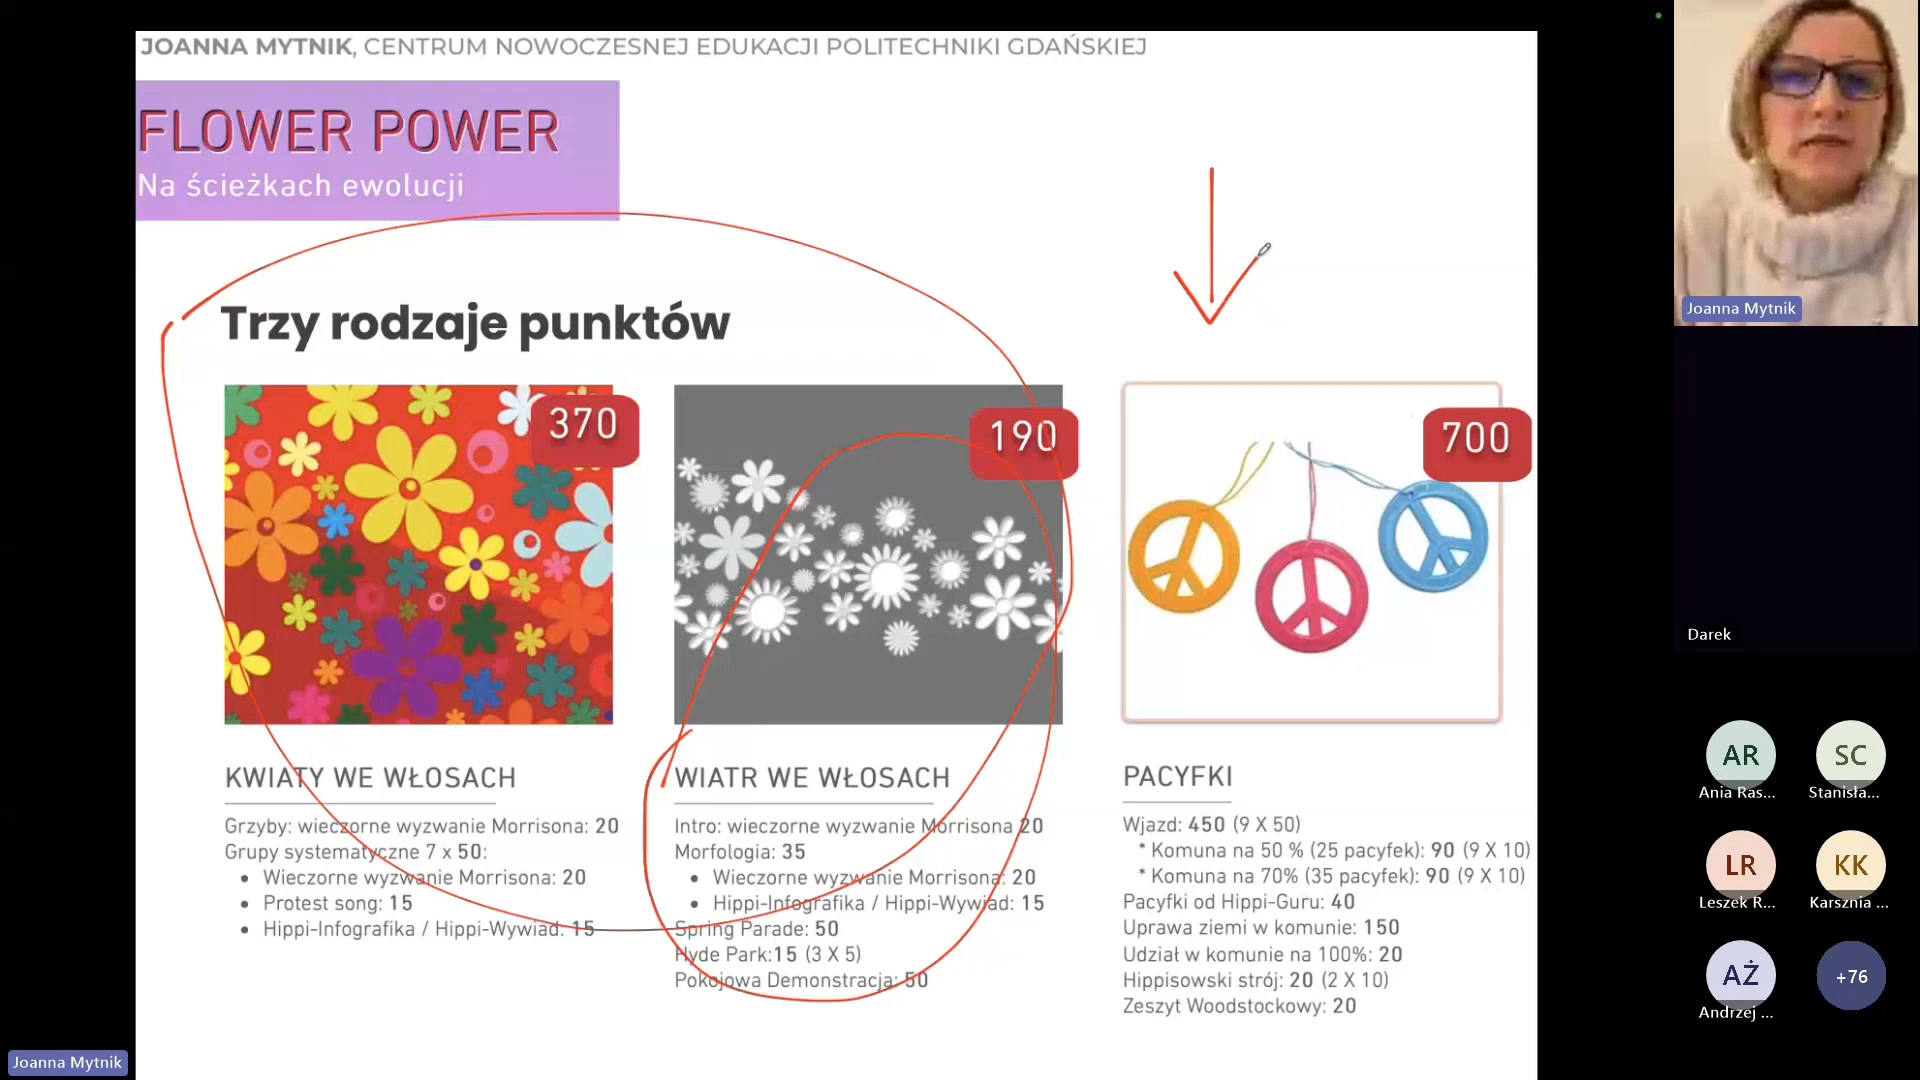 JOANNA MYTNIK, CENTRUM NOWOCZESNEJ EDUKACJI POLITECHNIKI GDAŃSKIEJ
FLOWER POWER
Na ścieżkach ewolucji
Trzy rodzaje punktów
370
190
700
KWIATY WE WŁOSACH
Grzyby: wieczorne wyzwanie Morrisona: 20
Grupy systematyczne 7 x 50:
• Wieczorne wyzwanie Morrisona: 20
• Protest song: 15
• Hippi-Infografika / Hippi-Wywiad: 15
WIATR WE WŁOSACH
Intro: wieczorne wyzwanie Morrisona 20
Morfologia: 35
• Wieczorne wyzwanie Morrisona: 20
• Hippi-Infografika / Hippi-Wywiad: 15
Spring Parade: 50
Hyde Park:15 (3 X 5)
Pokojowa Demonstracja: 50
PACYFKI
Wjazd: 450 (9 X 50)
* Komuna na 50 % (25 pacyfek): 90 (9 X 10)
* Komuna na 70% (35 pacyfek): 90 (9 X 10)
Pacyfki od Hippi-Guru: 40
Uprawa ziemi w komunie: 150
Udział w komunie na 100%: 20
Hippisowski strój: 20 (2 X 10)
Zeszyt Woodstockowy: 20
Joanna Mytnik
Darek
AR
Ania Ras...
SC
Stanisła...
LR
Leszek R...
KK
Karsznia ...
AŻ
Andrzej ...
+76
Joanna Mytnik